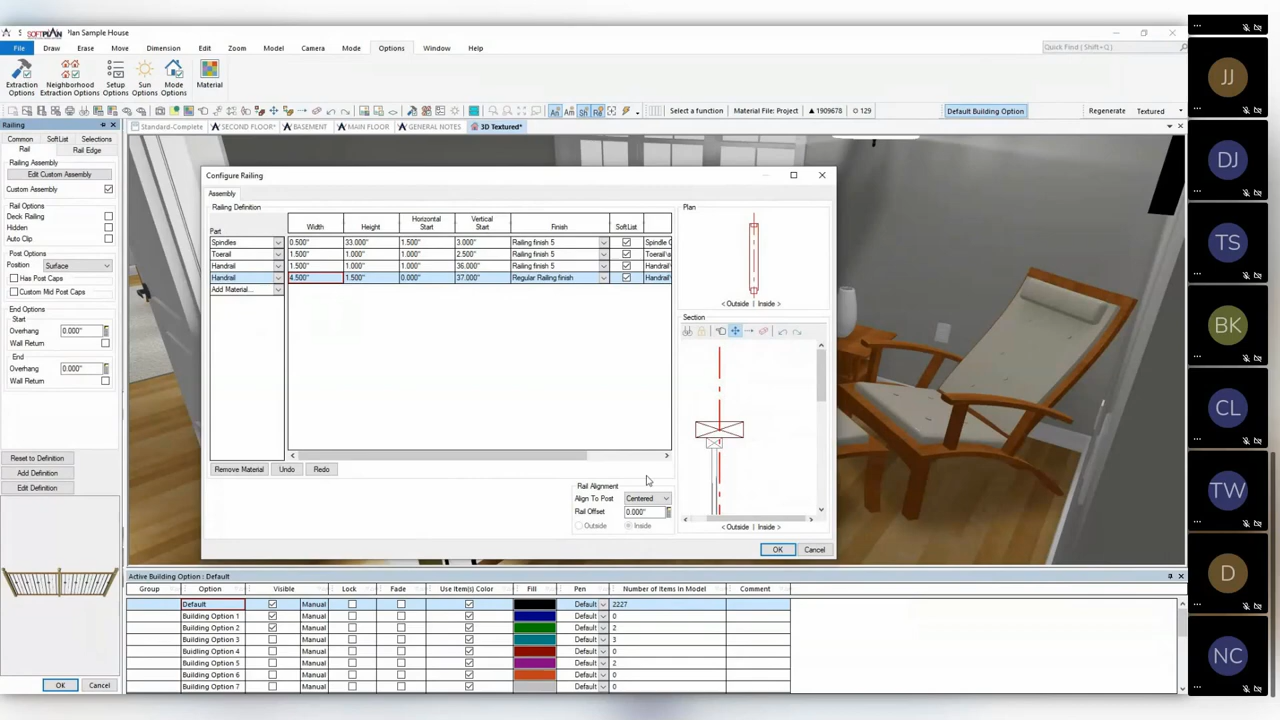 SOFTPLAN Plan Sample House
File Draw Erase Move Dimension Edit Zoom Model Camera Mode Options Window Help
Quick Find (Shift+Q)
Extraction Options
Neighborhood Extraction Options
Setup Options
Sun Options
Mode Options
Material
Select a function Material File: Project 1909678 129 Default Building Option Regenerate Textured
Railing
Standard-Complete SECOND FLOOR* BASEMENT MAIN FLOOR GENERAL NOTES 3D Textured*
Common SoftList Selections
Rail Rail Edge
Railing Assembly
Edit Custom Assembly
Custom Assembly
Rail Options
Deck Railing
Hidden
Auto Clip
Post Options
Position Surface
Has Post Caps
Custom Mid Post Caps
End Options
Start
Overhang 0.000"
Wall Return
End
Overhang 0.000"
Wall Return
Reset to Definition
Add Definition
Edit Definition
OK Cancel
Configure Railing
Assembly
Railing Definition
Part Width Height Horizontal Start Vertical Start Finish SoftList
Spindles 0.500" 33.000" 1.500" 3.000" Railing finish 5 Spindle
Toerail 1.500" 1.000" 1.000" 2.500" Railing finish 5
Handrail 1.500" 1.000" 1.000" 36.000" Railing finish 5 Handrail
Handrail 4.500" 1.500" 0.000" 37.000" Regular Railing finish Handrail
Add Material...
Remove Material Undo Redo
Rail Alignment
Align To Post Centered
Rail Offset 0.000"
Outside Inside
Plan
< Outside | Inside >
Section
< Outside | Inside >
OK Cancel
Active Building Option : Default
Group Option Visible Lock Fade Use Item(s) Color Fill Pen Number of Items In Model Comment
Default Manual Default 2227
Building Option 1 Manual Default 0
Building Option 2 Manual Default 2
Building Option 3 Manual Default 3
Building Option 4 Manual Default 0
Building Option 5 Manual Default 2
Building Option 6 Manual Default 0
Building Option 7 Manual Default 0
JJ
DJ
TS
BK
CL
TW
D
NC